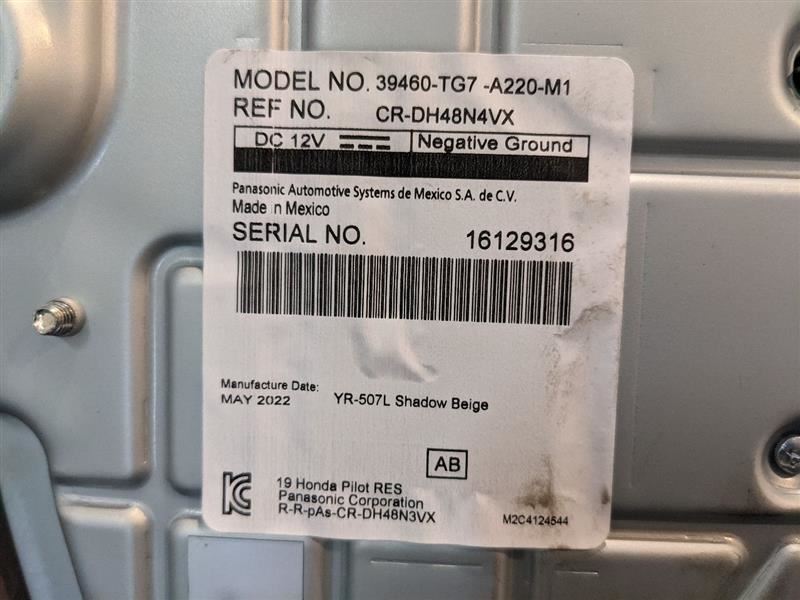 MODEL NO. 39460-TG7 -A220-M1
REF NO. CR-DH48N4VX
DC 12V Negative Ground
Panasonic Automotive Systems de Mexico S.A. de C.V.
Made in Mexico
SERIAL NO. 16129316
Manufacture Date:
MAY 2022 YR-507L Shadow Beige
AB
19 Honda Pilot RES
Panasonic Corporation
R-R-pAs-CR-DH48N3VX
M2C4124544